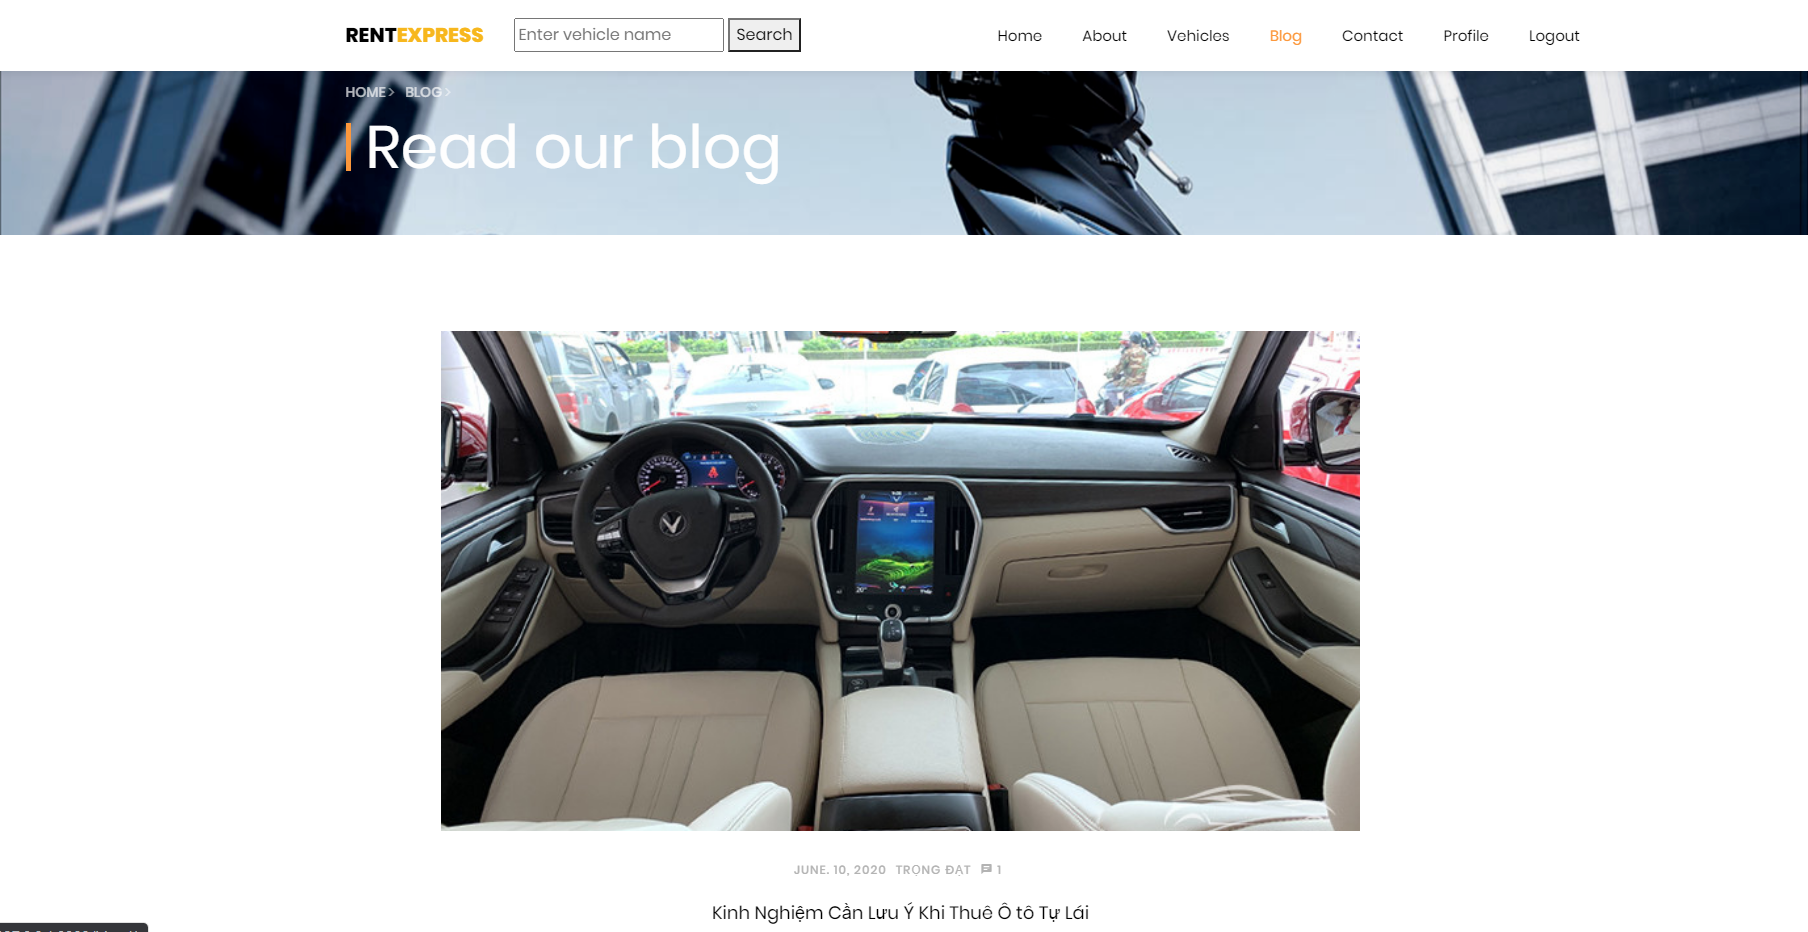 RENTEXPRESS
Enter vehicle name
Search
Home
About
Vehicles
Blog
Contact
Profile
Logout
HOME >
BLOG >
Read our blog
JUNE. 10, 2020 TRỌNG ĐẠT 1
Kinh Nghiệm Cần Lưu Ý Khi Thuê Ô tô Tự Lái